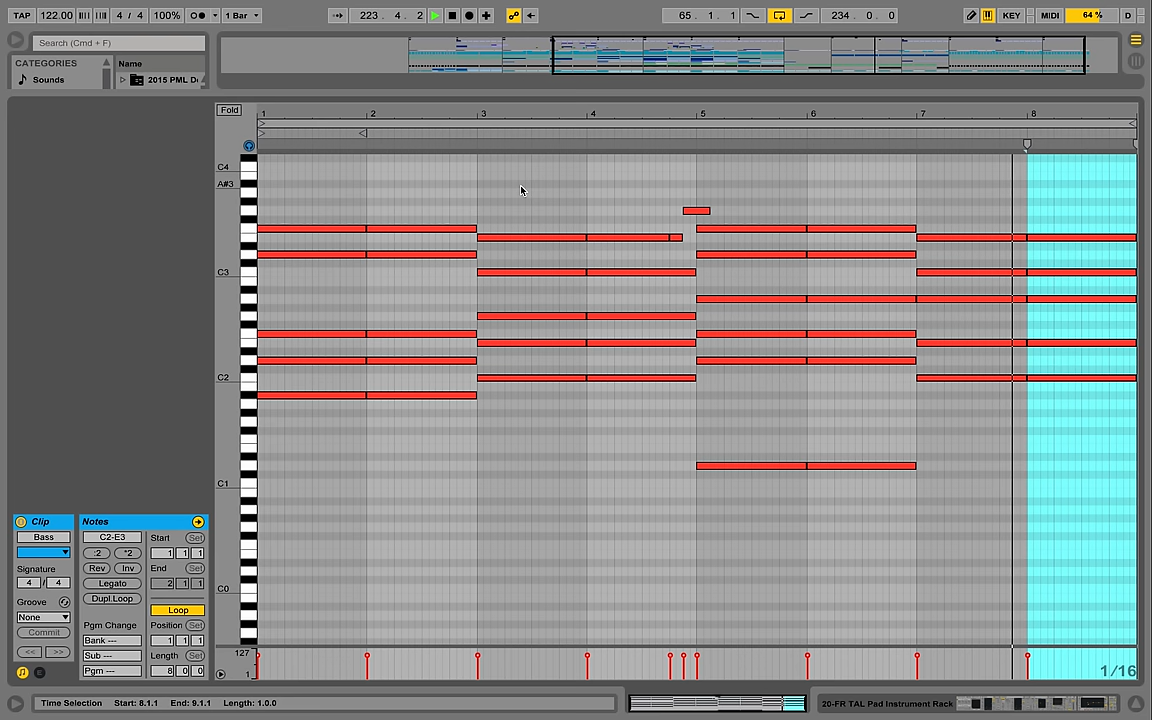 TAP 122.00 4 / 4 100% 1 Bar 223 . 4 . 2 65 . 1 . 1 234 . 0 . 0 KEY MIDI 64 % D
Search (Cmd + F)
CATEGORIES Name
Sounds 2015 PML D
Fold 1 2 3 4 5 6 7 8
C4
A#3
C3
C2
C1
C0
Clip Notes
Bass C2-E3 Start Set
:2 *2 1 1 1
Signature Rev Inv End Set
4 / 4 Legato 2 1 1
Groove Dupl.Loop
None Loop
Commit Pgm Change Position Set
<< >> Bank --- 1 1 1
Sub --- Length Set
Pgm --- 8 0 0
127
1
1/16
Time Selection Start: 8.1.1 End: 9.1.1 Length: 1.0.0 20-FR TAL Pad Instrument Rack